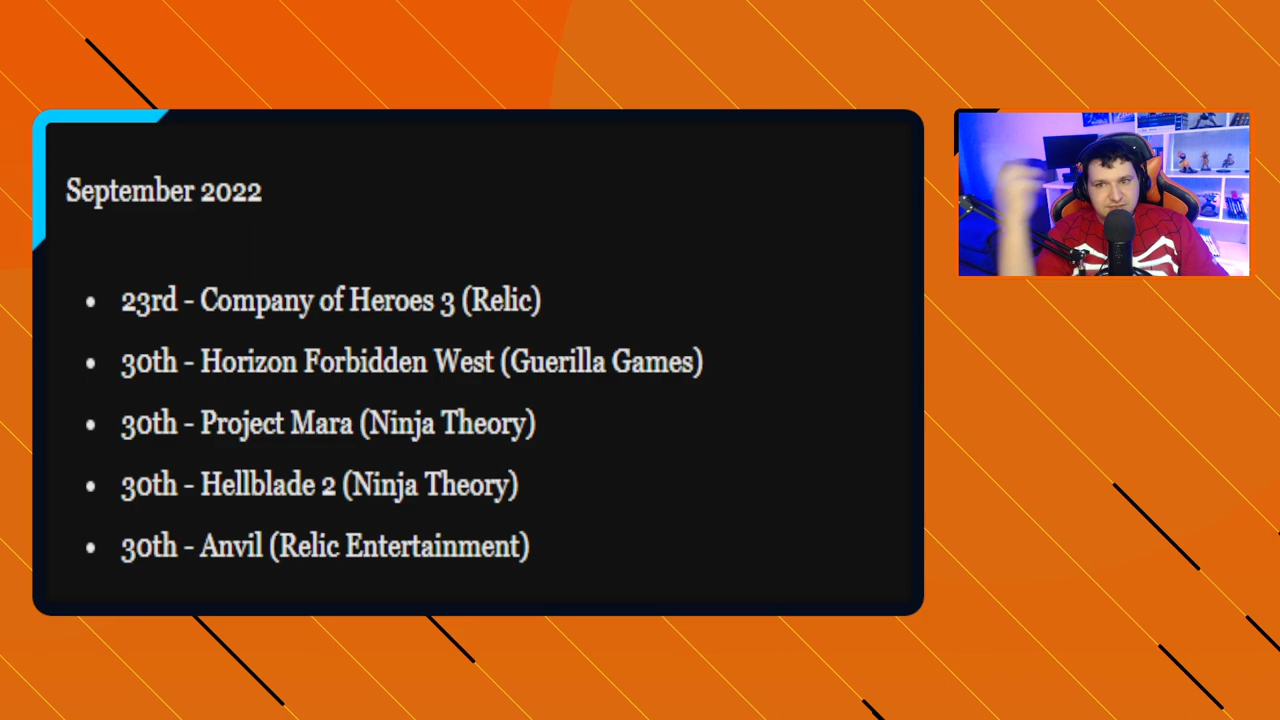 September 2022
• 23rd - Company of Heroes 3 (Relic)
• 30th - Horizon Forbidden West (Guerilla Games)
• 30th - Project Mara (Ninja Theory)
• 30th - Hellblade 2 (Ninja Theory)
• 30th - Anvil (Relic Entertainment)